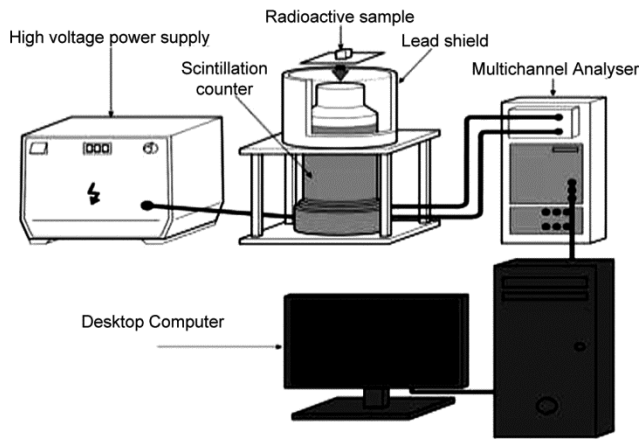 Radioactive sample
High voltage power supply
Lead shield
Scintillation
counter
Multichannel Analyser
Desktop Computer